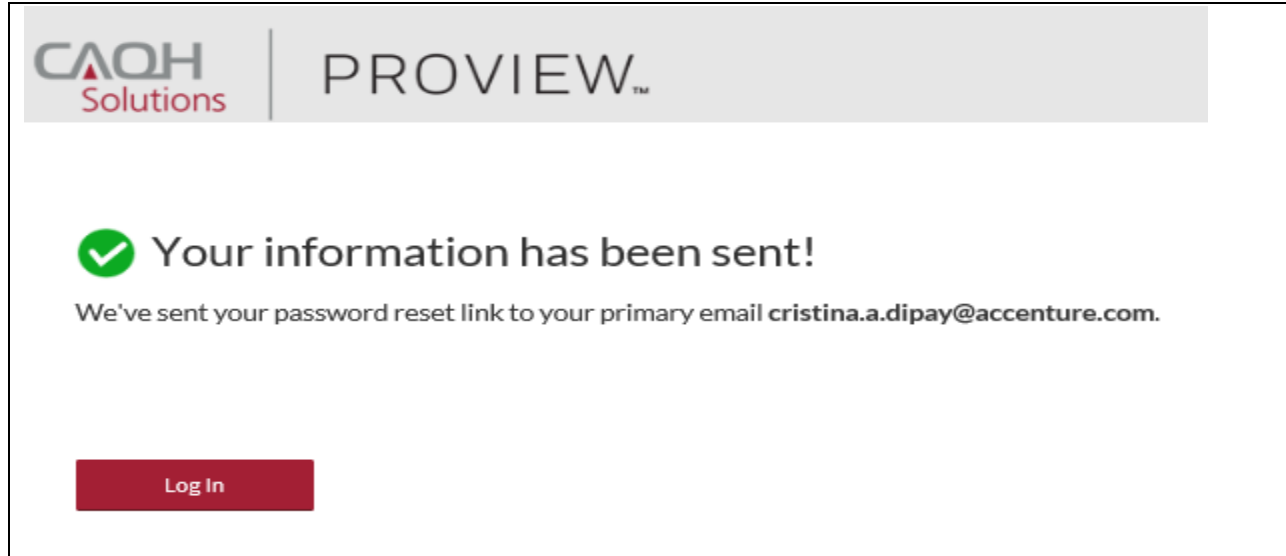 CAQH
Solutions
PROVIEW™
Your information has been sent!
We've sent your password reset link to your primary email cristina.a.dipay@accenture.com.
Log In